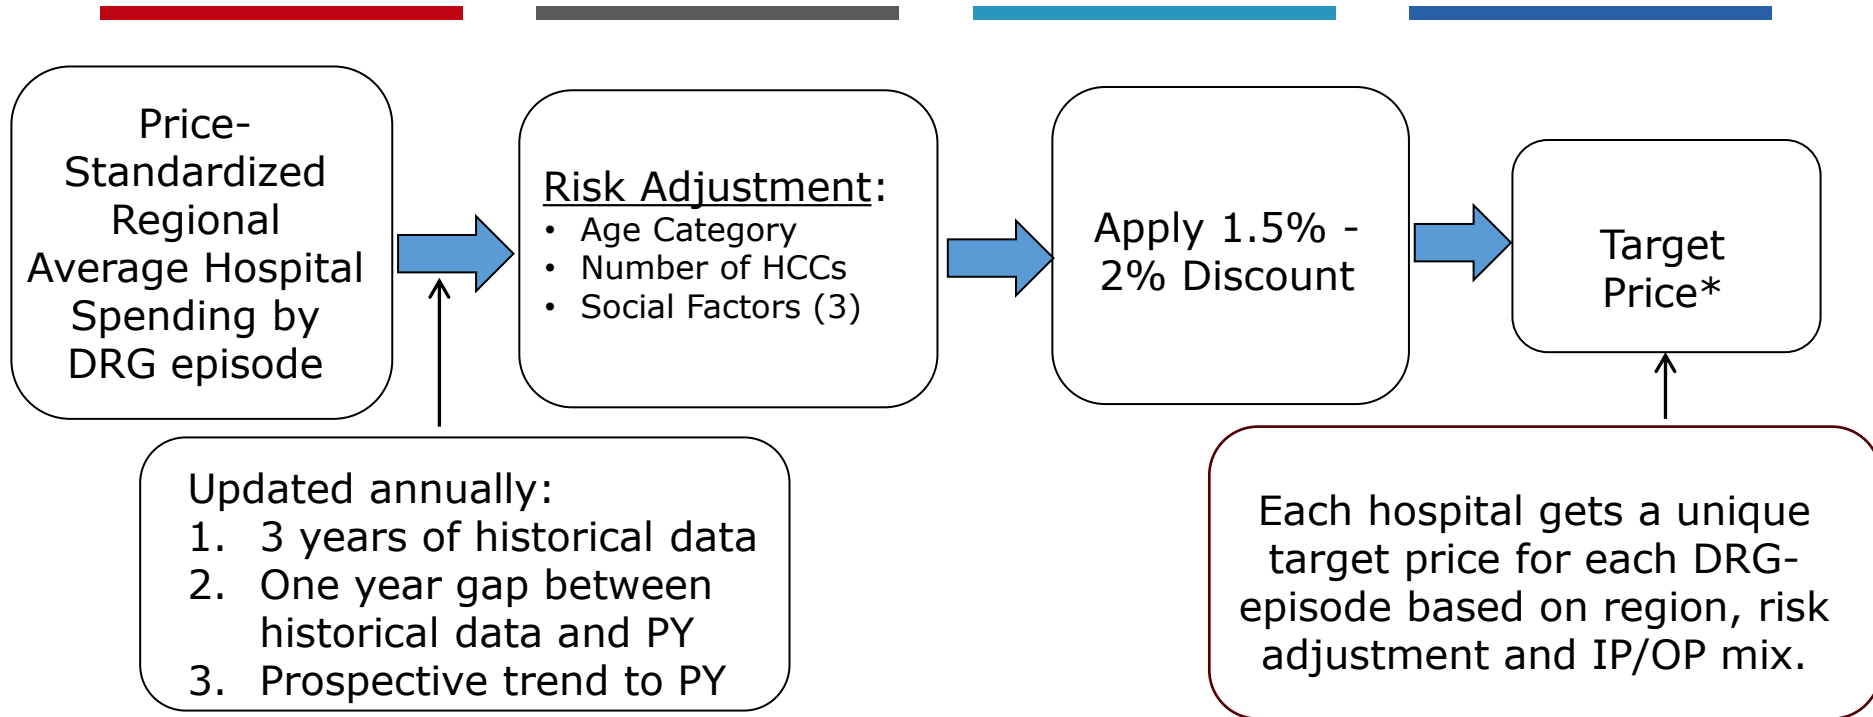 Price-
Standardized
Regional
Average Hospital
Spending by
DRG episode
Risk Adjustment:
• Age Category
• Number of HCCs
• Social Factors (3)
Apply 1.5% -
2% Discount
Target
Price*
Updated annually:
1. 3 years of historical data
2. One year gap between
historical data and PY
3. Prospective trend to PY
Each hospital gets a unique
target price for each DRG-
episode based on region, risk
adjustment and IP/OP mix.